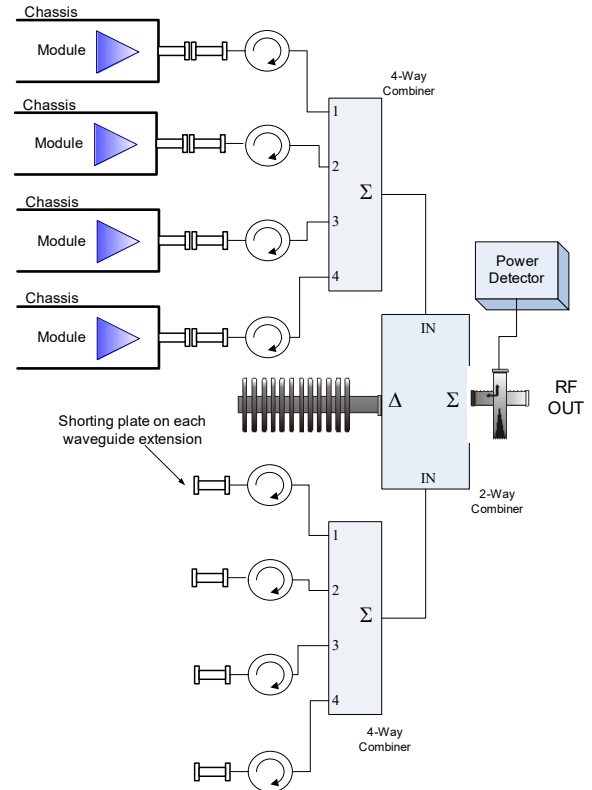 Chassis
Module
Chassis
Module
Chassis
Module
Chassis
Module
4-Way
Combiner
1
2
3
4
Σ
Power
Detector
IN
Δ
Σ
IN
RF
OUT
2-Way
Combiner
Shorting plate on each
waveguide extension
1
2
3
4
Σ
4-Way
Combiner